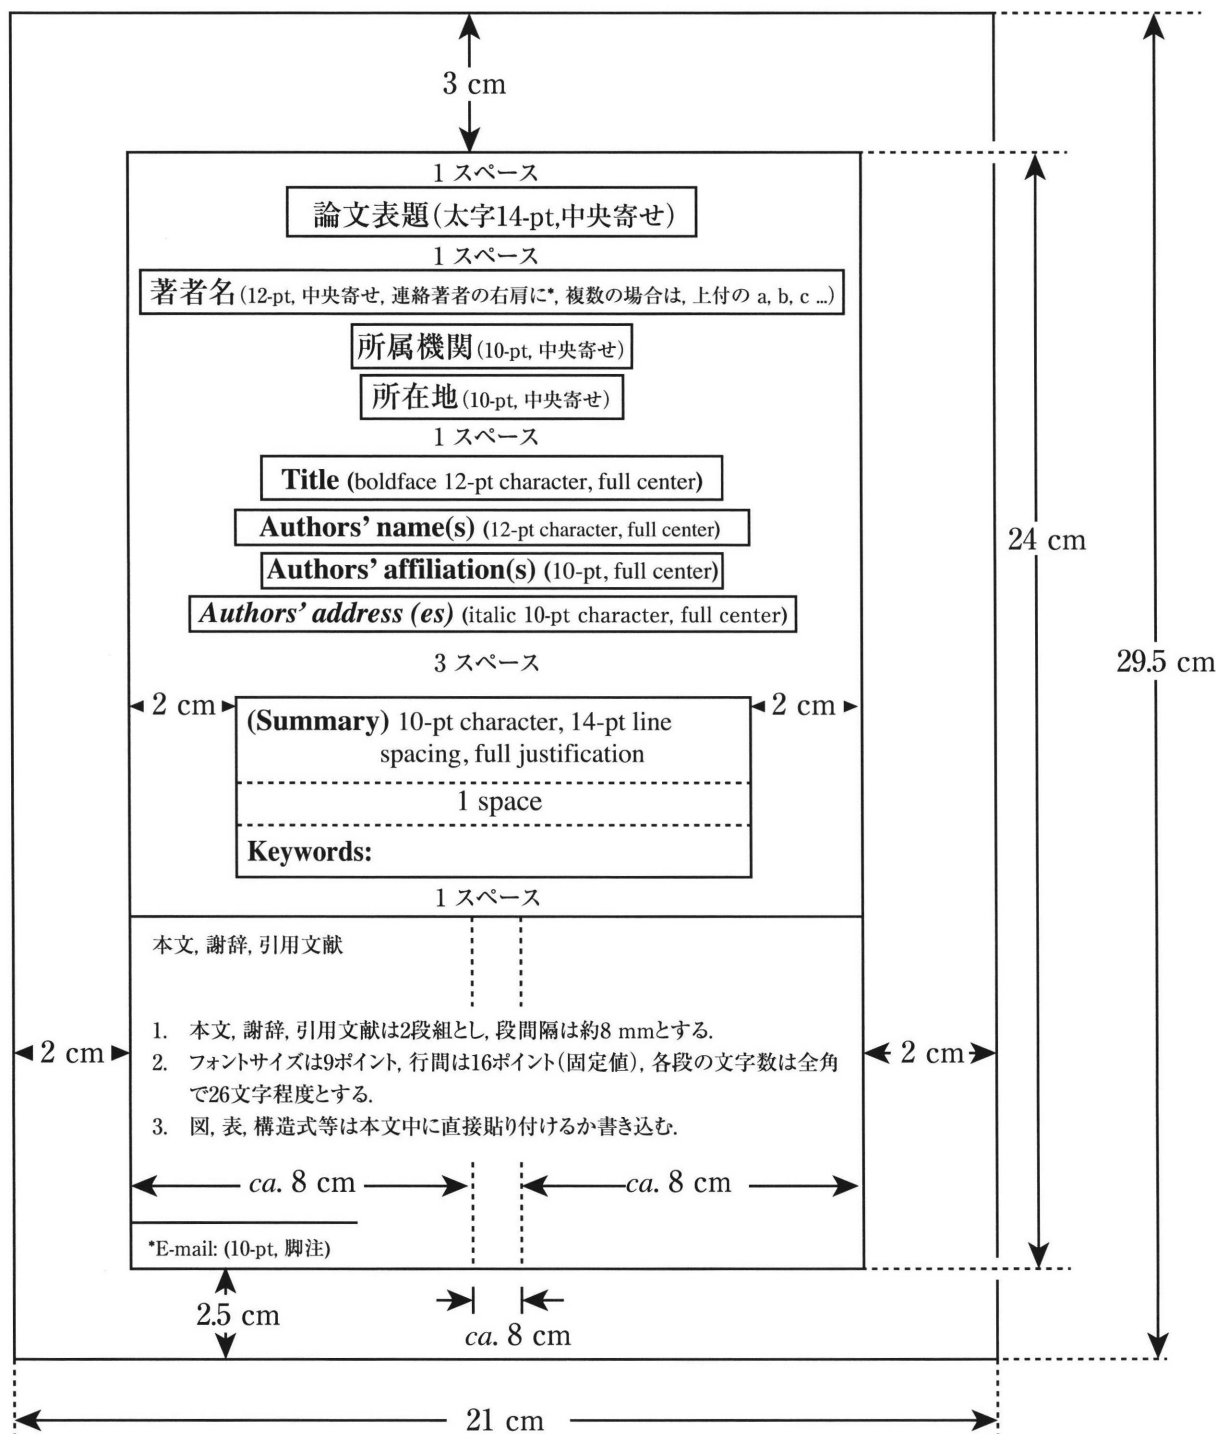 3 cm
1 スペース
論文表題(太字14-pt,中央寄せ)
1 スペース
著者名(12-pt, 中央寄せ, 連絡著者の右肩に*, 複数の場合は, 上付の a, b, c ...)
所属機関(10-pt, 中央寄せ)
所在地(10-pt, 中央寄せ)
1 スペース
Title (boldface 12-pt character, full center)
Authors’ name(s) (12-pt character, full center)
24 cm
Authors’ affiliation(s) (10-pt, full center)
Authors’ address (es) (italic 10-pt character, full center)
3 スペース
29.5 cm
2 cm
2 cm
(Summary) 10-pt character, 14-pt line
spacing, full justification
1 space
Keywords:
1 スペース
本文, 謝辞, 引用文献
1. 本文, 謝辞, 引用文献は2段組とし, 段間隔は約8 mmとする.
2 cm
2 cm
2. フォントサイズは9ポイント, 行間は16ポイント(固定値), 各段の文字数は全角
で26文字程度とする.
3. 図, 表, 構造式等は本文中に直接貼り付けるか書き込む.
ca. 8 cm
ca. 8 cm
*E-mail: (10-pt, 脚注)
2.5 cm
ca. 8 cm
21 cm